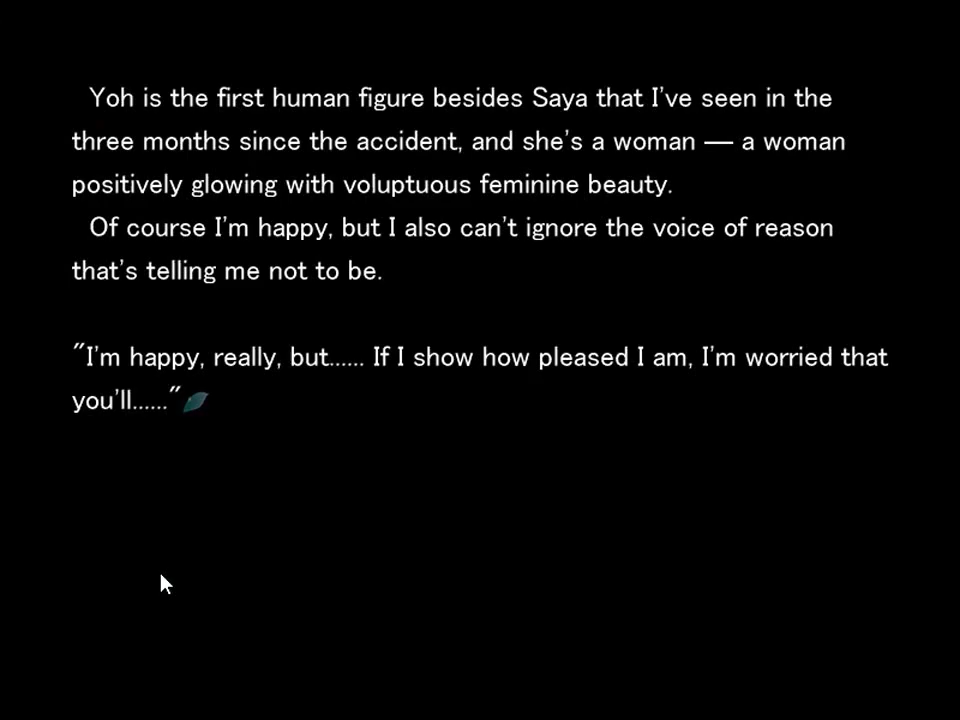 Yoh is the first human figure besides Saya that I've seen in the
three months since the accident, and she's a woman — a woman
positively glowing with voluptuous feminine beauty.
Of course I'm happy, but I also can't ignore the voice of reason
that's telling me not to be.
"I'm happy, really, but...... If I show how pleased I am, I'm worried that
you'll......"